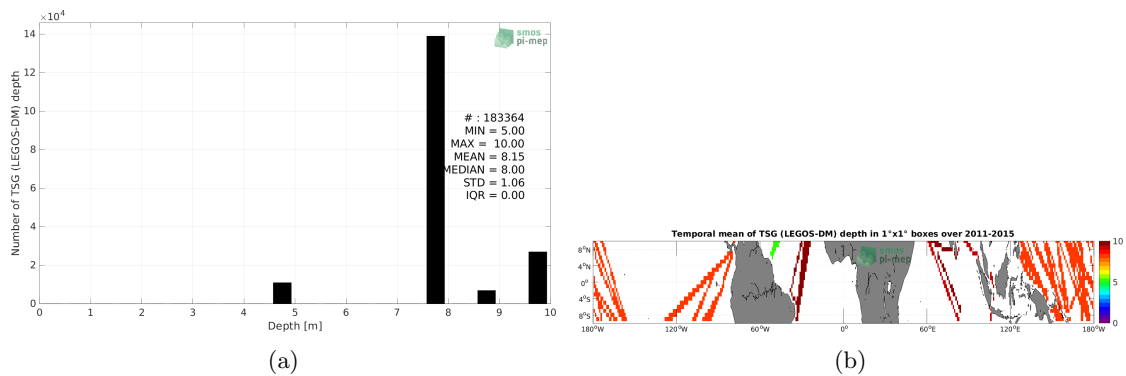 ×10⁴
14
12
10
8
6
4
2
0
Number of TSG (LEGOS-DM) depth
smos
pi-mep
# : 183364
MIN = 5.00
MAX = 10.00
MEAN = 8.15
MEDIAN = 8.00
STD = 1.06
IQR = 0.00
0 1 2 3 4 5 6 7 8 9 10
Depth [m]
(a)
Temporal mean of TSG (LEGOS-DM) depth in 1°x1° boxes over 2011-2015
smos
pi-mep
8°N
4°N
0°
4°S
8°S
180°W 120°W 60°W 0° 60°E 120°E 180°W
10
5
0
(b)